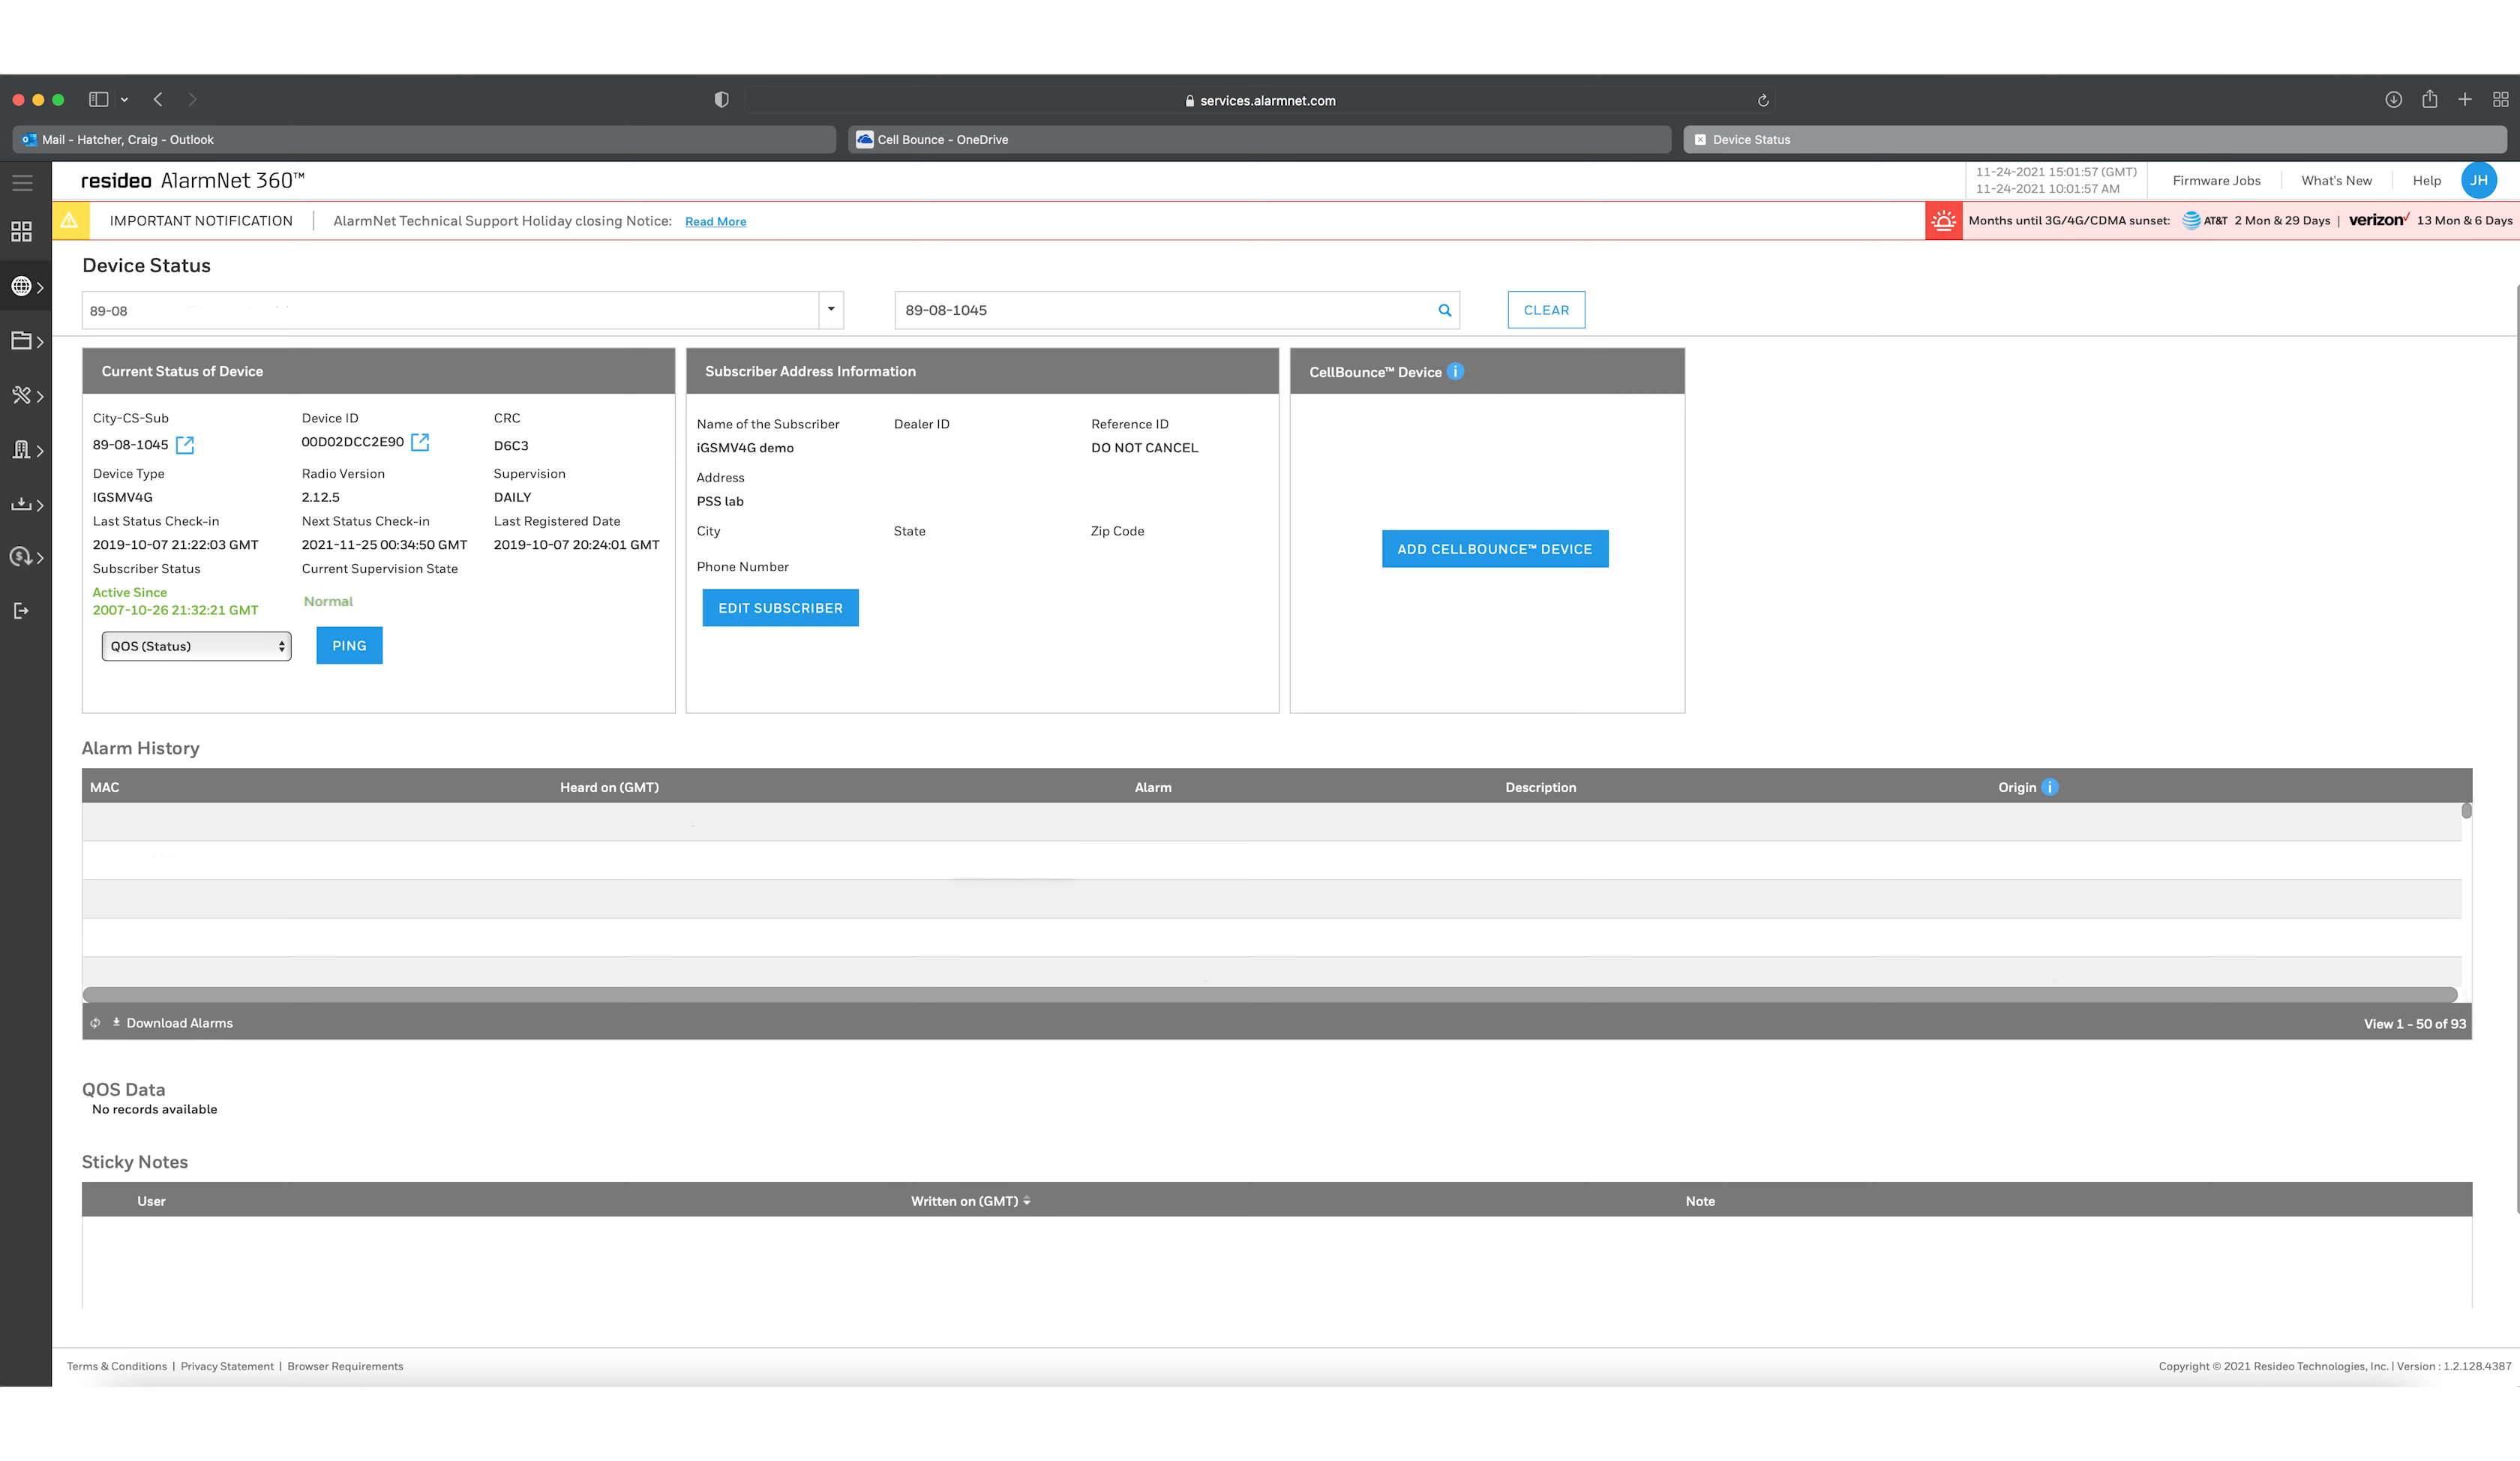 services.alarmnet.com
Mail - Hatcher, Craig - Outlook
Cell Bounce - OneDrive
Device Status
resideo AlarmNet 360™
11-24-2021 15:01:57 (GMT)
11-24-2021 10:01:57 AM
Firmware Jobs
What's New
Help
JH
IMPORTANT NOTIFICATION
AlarmNet Technical Support Holiday closing Notice: Read More
Months until 3G/4G/CDMA sunset: AT&T 2 Mon & 29 Days | verizon✓ 13 Mon & 6 Days
Device Status
89-08
89-08-1045
CLEAR
Current Status of Device
City-CS-Sub
Device ID
CRC
89-08-1045
00D02DCC2E90
D6C3
Device Type
Radio Version
Supervision
IGSMV4G
2.12.5
DAILY
Last Status Check-in
Next Status Check-in
Last Registered Date
2019-10-07 21:22:03 GMT
2021-11-25 00:34:50 GMT
2019-10-07 20:24:01 GMT
Subscriber Status
Current Supervision State
Active Since
2007-10-26 21:32:21 GMT
Normal
QOS (Status)
PING
Subscriber Address Information
Name of the Subscriber
Dealer ID
Reference ID
iGSMV4G demo
DO NOT CANCEL
Address
PSS lab
City
State
Zip Code
Phone Number
EDIT SUBSCRIBER
CellBounce™ Device i
ADD CELLBOUNCE™ DEVICE
Alarm History
MAC
Heard on (GMT)
Alarm
Description
Origin i
Download Alarms
View 1 - 50 of 93
QOS Data
No records available
Sticky Notes
User
Written on (GMT)
Note
Terms & Conditions | Privacy Statement | Browser Requirements
Copyright © 2021 Resideo Technologies, Inc. | Version : 1.2.128.4387